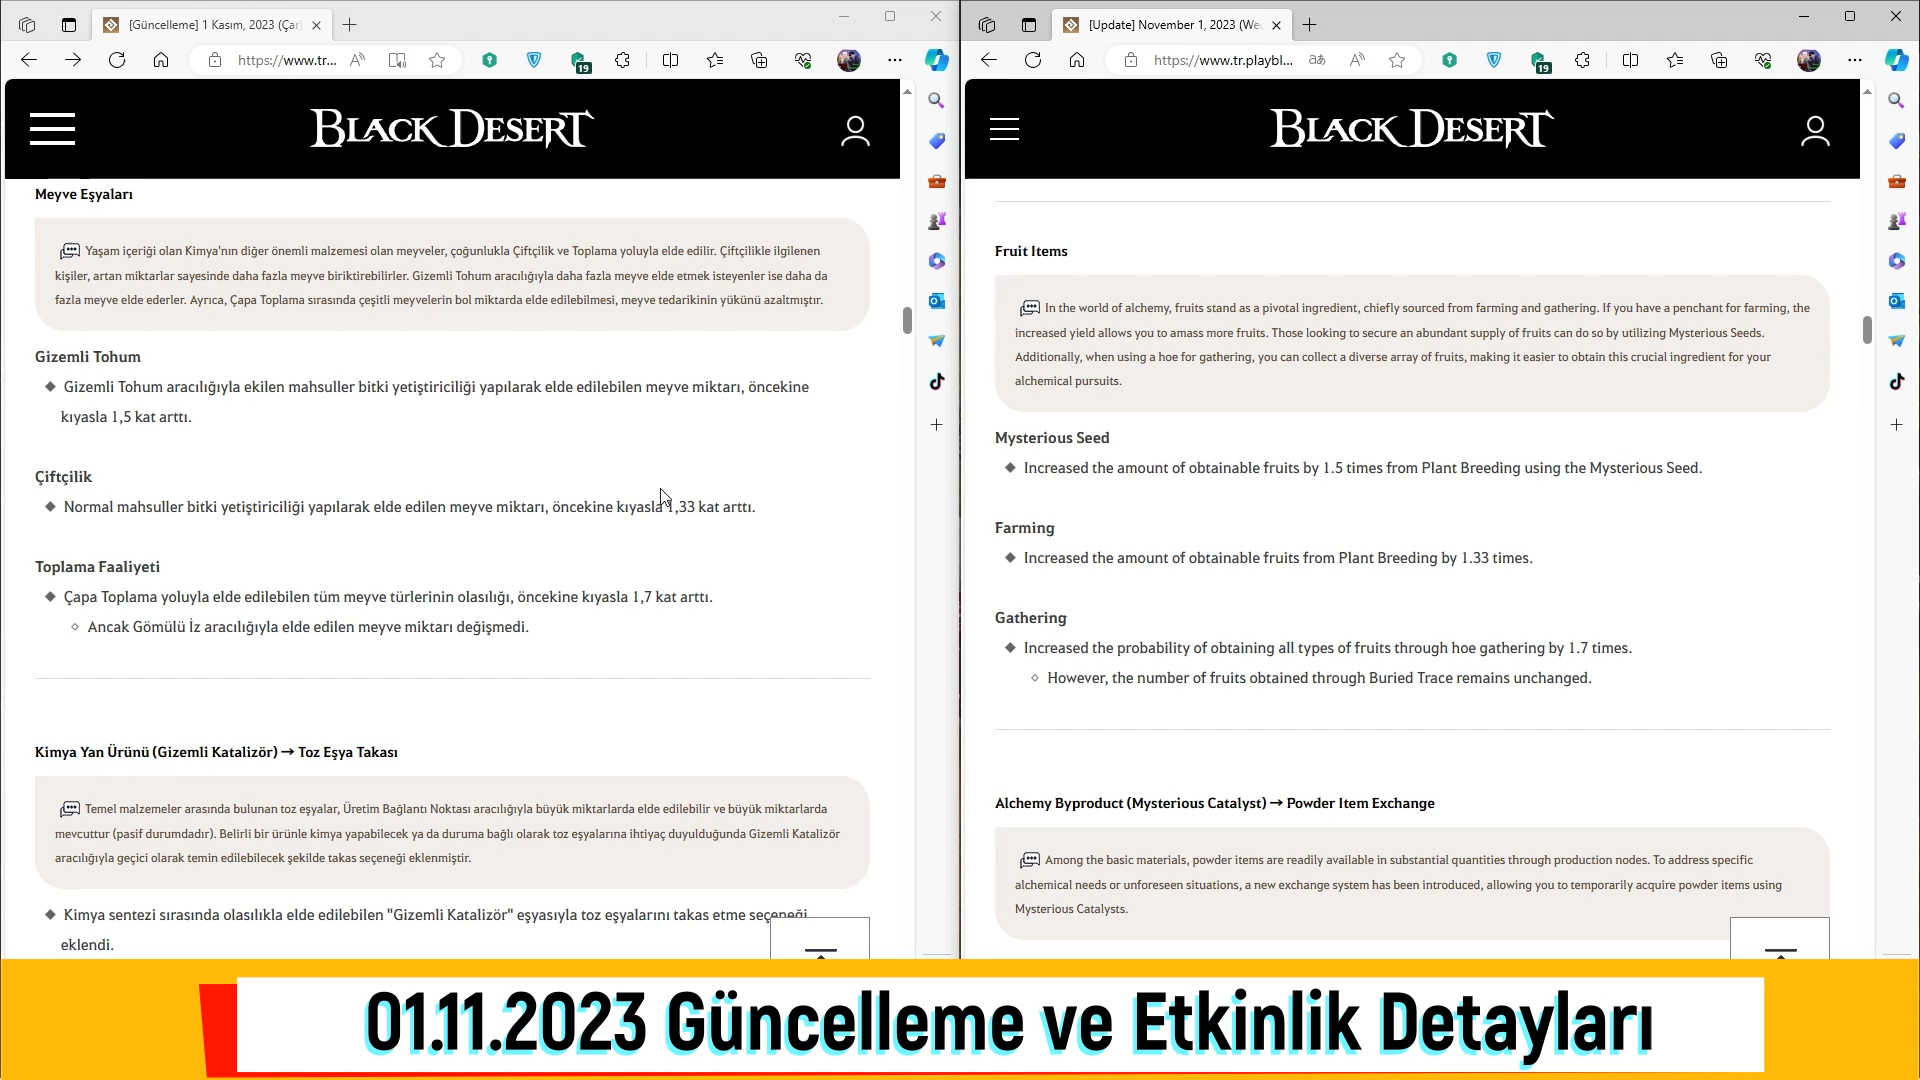 [Güncelleme] 1 Kasım, 2023 (Çar
https://www.tr...
19
BLACK DESERT
Meyve Eşyaları
Yaşam içeriği olan Kimya'nın diğer önemli malzemesi olan meyveler, çoğunlukla Çiftçilik ve Toplama yoluyla elde edilir. Çiftçilikle ilgilenen
kişiler, artan miktarlar sayesinde daha fazla meyve biriktirebilirler. Gizemli Tohum aracılığıyla daha fazla meyve elde etmek isteyenler ise daha da
fazla meyve elde ederler. Ayrıca, Çapa Toplama sırasında çeşitli meyvelerin bol miktarda elde edilebilmesi, meyve tedarikinin yükünü azaltmıştır.
Gizemli Tohum
Gizemli Tohum aracılığıyla ekilen mahsuller bitki yetiştiriciliği yapılarak elde edilebilen meyve miktarı, öncekine
kıyasla 1,5 kat arttı.
Çiftçilik
Normal mahsuller bitki yetiştiriciliği yapılarak elde edilen meyve miktarı, öncekine kıyasla 1,33 kat arttı.
Toplama Faaliyeti
Çapa Toplama yoluyla elde edilebilen tüm meyve türlerinin olasılığı, öncekine kıyasla 1,7 kat arttı.
Ancak Gömülü İz aracılığıyla elde edilen meyve miktarı değişmedi.
Kimya Yan Ürünü (Gizemli Katalizör) → Toz Eşya Takası
Temel malzemeler arasında bulunan toz eşyalar, Üretim Bağlantı Noktası aracılığıyla büyük miktarlarda elde edilebilir ve büyük miktarlarda
mevcuttur (pasif durumdadır). Belirli bir ürünle kimya yapabilecek ya da duruma bağlı olarak toz eşyalarına ihtiyaç duyulduğunda Gizemli Katalizör
aracılığıyla geçici olarak temin edilebilecek şekilde takas seçeneği eklenmiştir.
Kimya sentezi sırasında olasılıkla elde edilebilen "Gizemli Katalizör" eşyasıyla toz eşyalarını takas etme seçeneği
eklendi.
[Update] November 1, 2023 (Wed
https://www.tr.playbl...
19
BLACK DESERT
Fruit Items
In the world of alchemy, fruits stand as a pivotal ingredient, chiefly sourced from farming and gathering. If you have a penchant for farming, the
increased yield allows you to amass more fruits. Those looking to secure an abundant supply of fruits can do so by utilizing Mysterious Seeds.
Additionally, when using a hoe for gathering, you can collect a diverse array of fruits, making it easier to obtain this crucial ingredient for your
alchemical pursuits.
Mysterious Seed
Increased the amount of obtainable fruits by 1.5 times from Plant Breeding using the Mysterious Seed.
Farming
Increased the amount of obtainable fruits from Plant Breeding by 1.33 times.
Gathering
Increased the probability of obtaining all types of fruits through hoe gathering by 1.7 times.
However, the number of fruits obtained through Buried Trace remains unchanged.
Alchemy Byproduct (Mysterious Catalyst) → Powder Item Exchange
Among the basic materials, powder items are readily available in substantial quantities through production nodes. To address specific
alchemical needs or unforeseen situations, a new exchange system has been introduced, allowing you to temporarily acquire powder items using
Mysterious Catalysts.
01.11.2023 Güncelleme ve Etkinlik Detayları